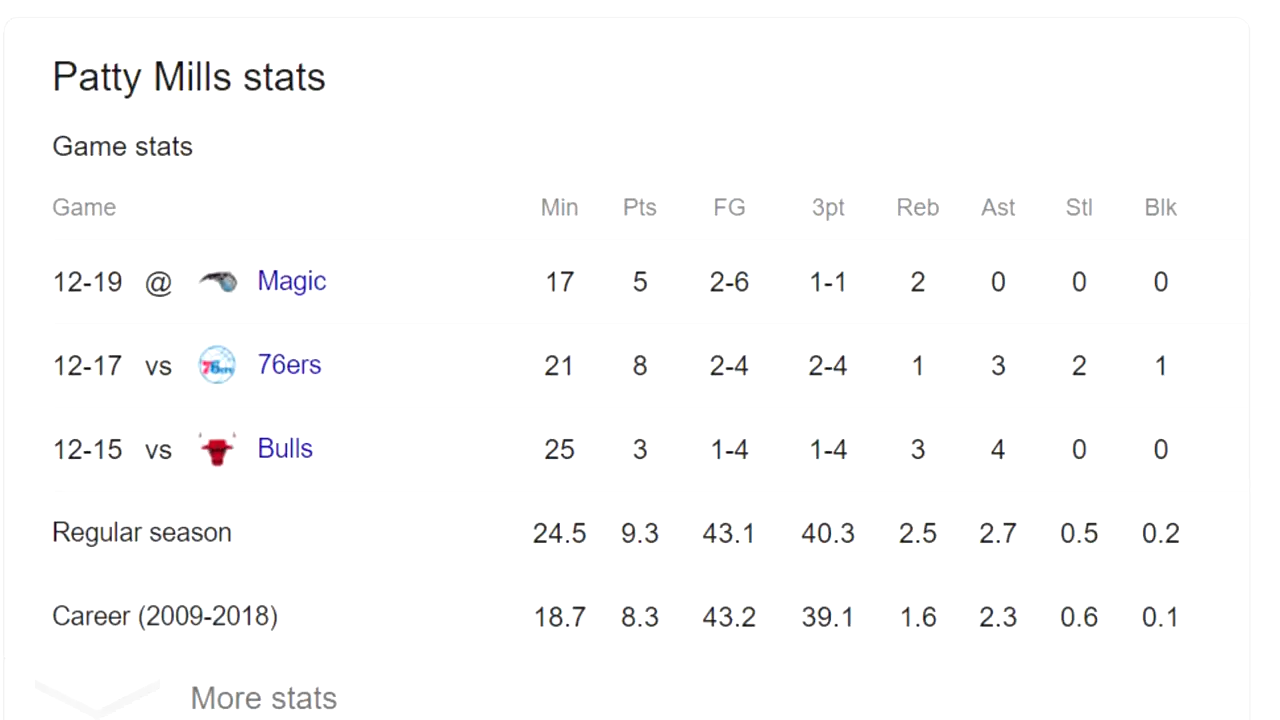 Patty Mills stats
Game stats
Game Min Pts FG 3pt Reb Ast Stl Blk
12-19 @ Magic 17 5 2-6 1-1 2 0 0 0
12-17 vs 76ers 76ers 21 8 2-4 2-4 1 3 2 1
12-15 vs Bulls 25 3 1-4 1-4 3 4 0 0
Regular season 24.5 9.3 43.1 40.3 2.5 2.7 0.5 0.2
Career (2009-2018) 18.7 8.3 43.2 39.1 1.6 2.3 0.6 0.1
More stats